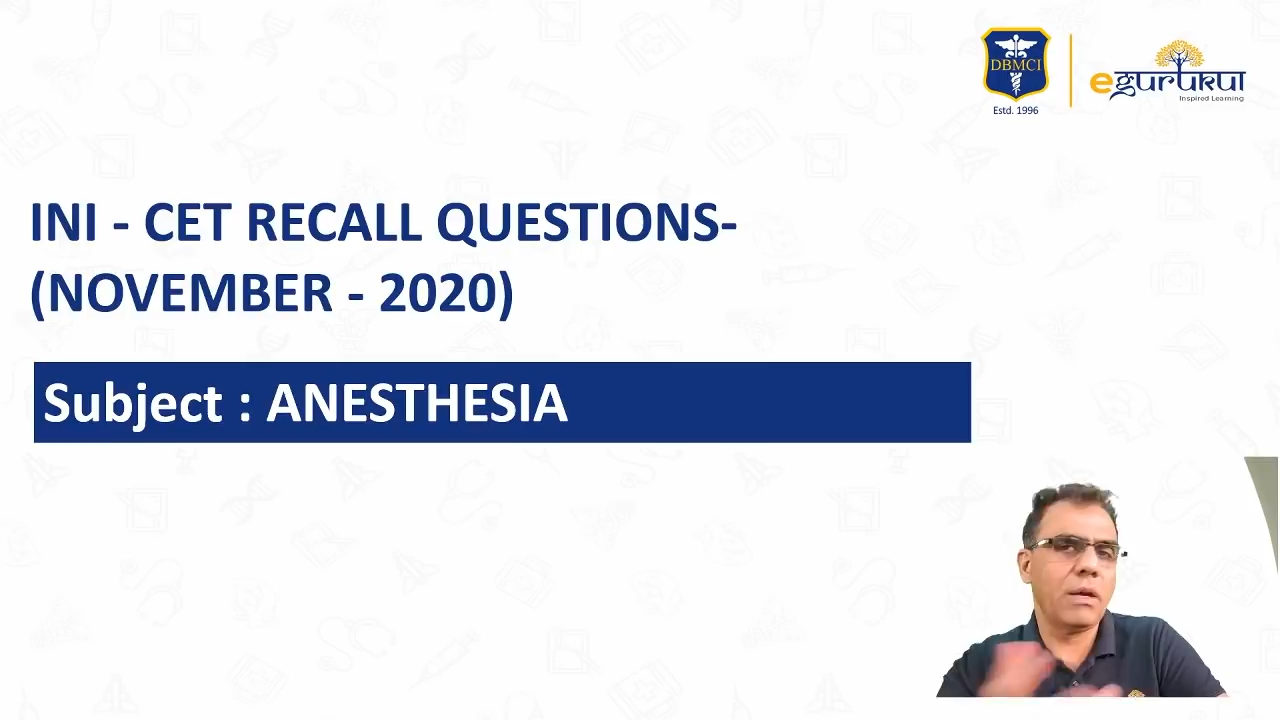 DBMCI
Estd. 1996
egurukul
Inspired Learning
INI - CET RECALL QUESTIONS-
(NOVEMBER - 2020)
Subject : ANESTHESIA